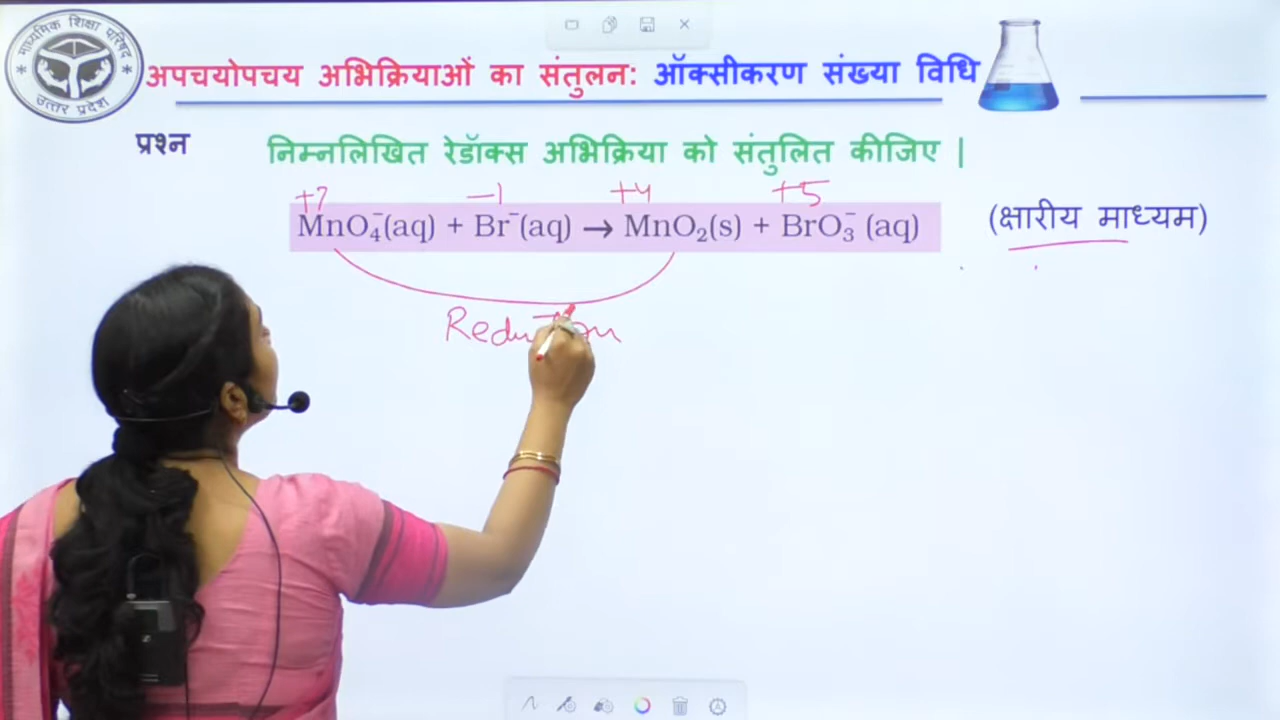 माध्यमिक शिक्षा परिषद्
उत्तर प्रदेश
अपचयोपचय अभिक्रियाओं का संतुलन: ऑक्सीकरण संख्या विधि
प्रश्न निम्नलिखित रेडॉक्स अभिक्रिया को संतुलित कीजिए |
+7 −1 +4 +5
MnO₄⁻(aq) + Br⁻(aq) → MnO₂(s) + BrO₃⁻ (aq) (क्षारीय माध्यम)